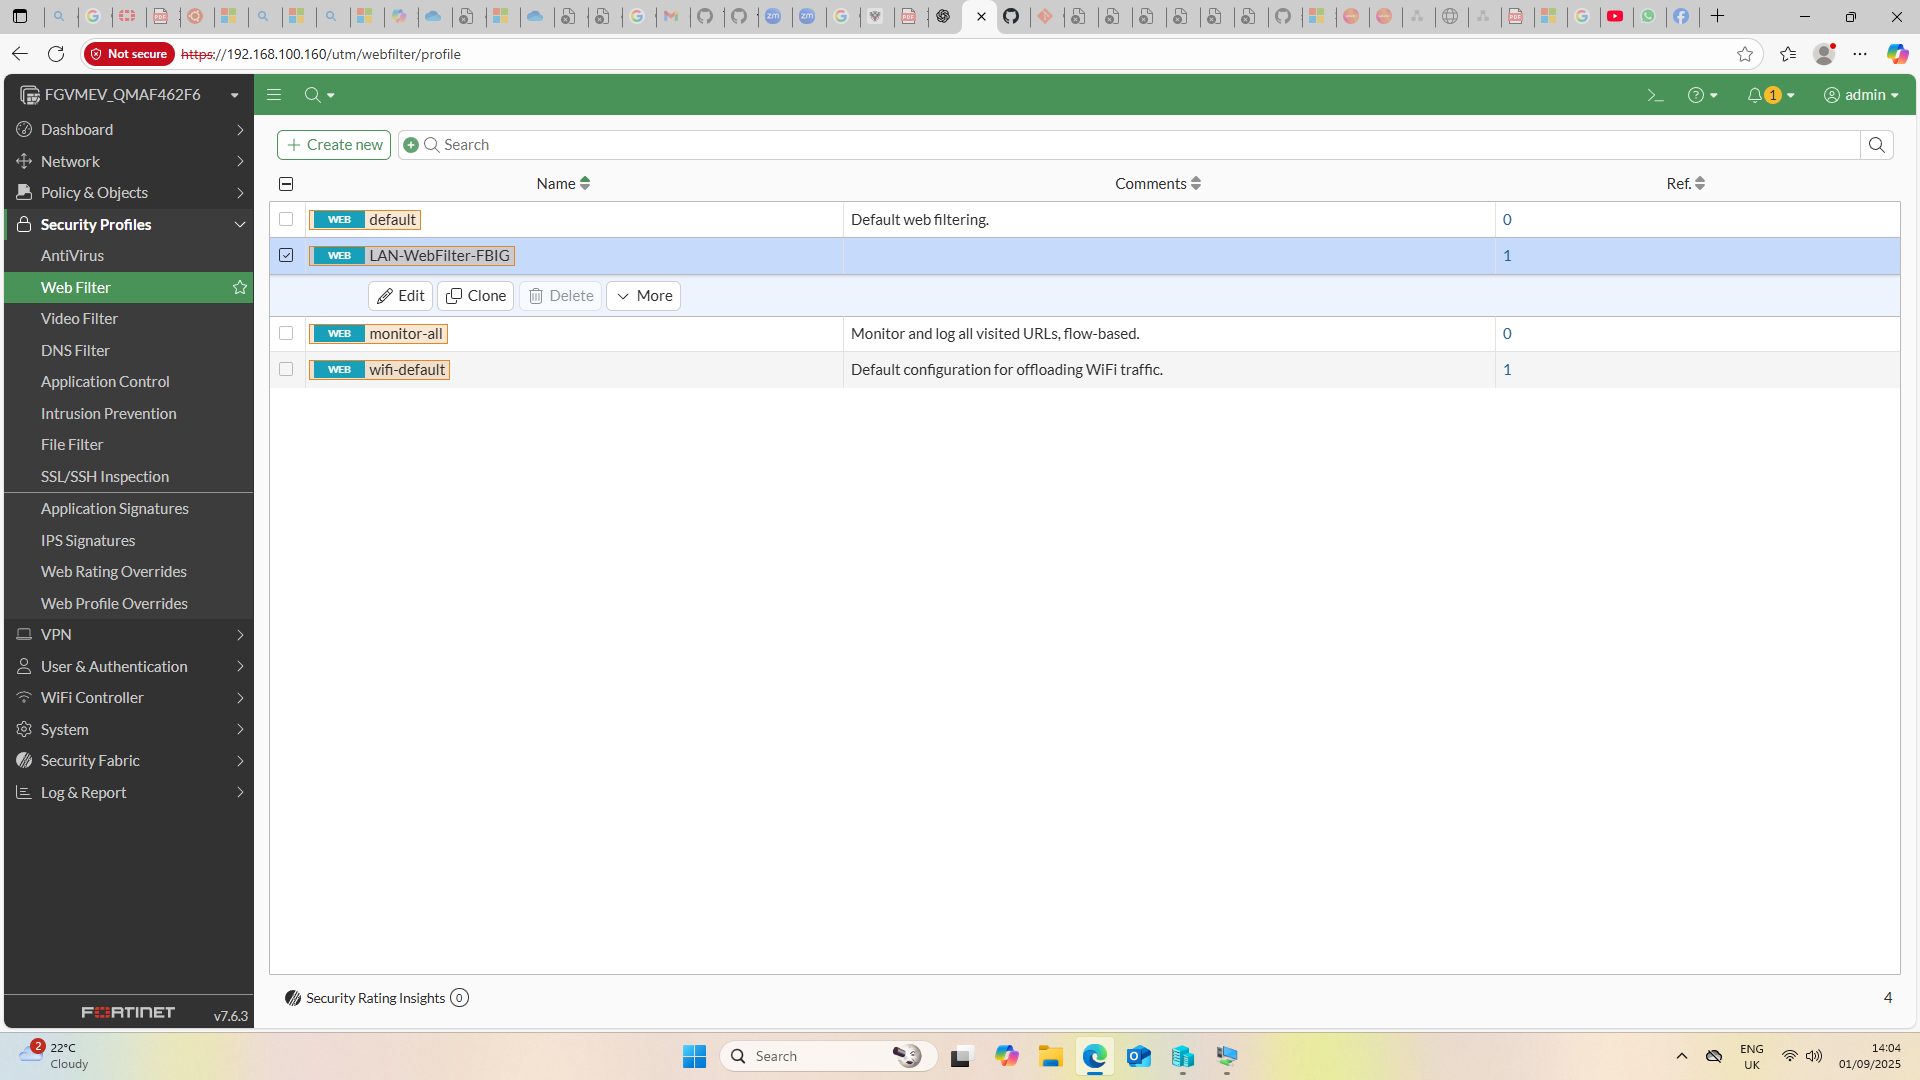 Not secure
https://192.168.100.160/utm/webfilter/profile
FGVMEV_QMAF462F6
1
admin
Dashboard
Network
Policy & Objects
Security Profiles
AntiVirus
Web Filter
Video Filter
DNS Filter
Application Control
Intrusion Prevention
File Filter
SSL/SSH Inspection
Application Signatures
IPS Signatures
Web Rating Overrides
Web Profile Overrides
VPN
User & Authentication
WiFi Controller
System
Security Fabric
Log & Report
FORTINET
v7.6.3
Create new
Search
Name
Comments
Ref.
WEB default
Default web filtering.
0
WEB LAN-WebFilter-FBIG
1
Edit
Clone
Delete
More
WEB monitor-all
Monitor and log all visited URLs, flow-based.
0
WEB wifi-default
Default configuration for offloading WiFi traffic.
1
Security Rating Insights 0
4
2
22°C
Cloudy
Search
ENG
UK
14:04
01/09/2025